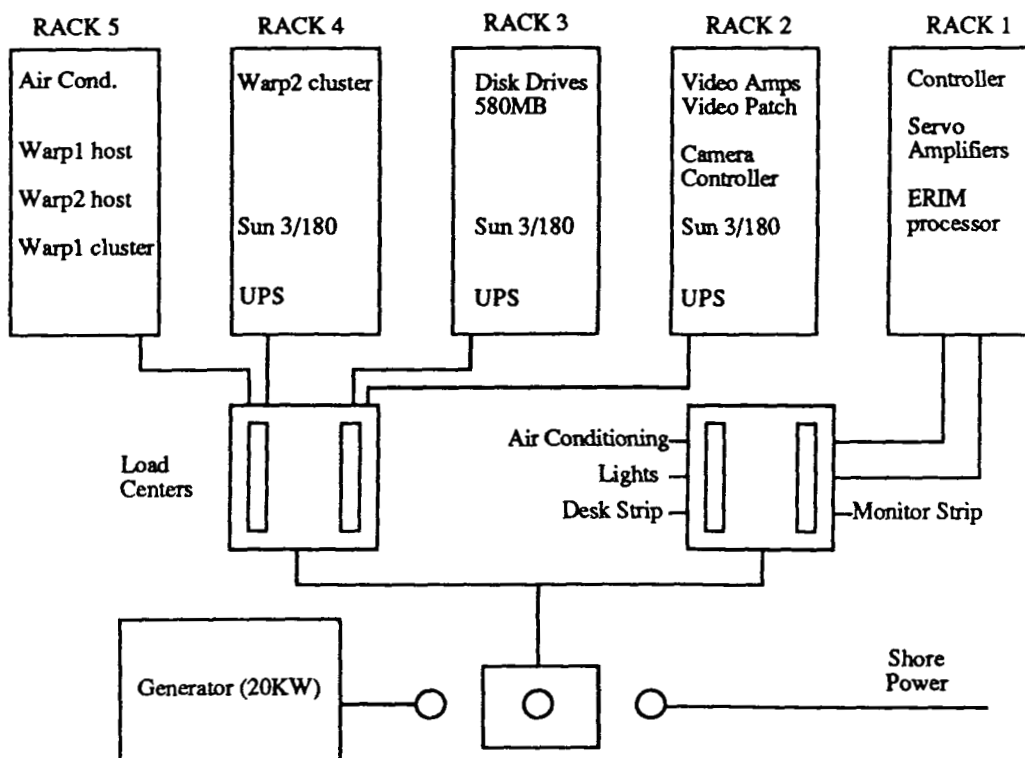 RACK 5
RACK 4
RACK 3
RACK 2
RACK 1
Air Cond.
Warp1 host
Warp2 host
Warp1 cluster
Warp2 cluster
Sun 3/180
UPS
Disk Drives
580MB
Sun 3/180
UPS
Video Amps
Video Patch
Camera
Controller
Sun 3/180
UPS
Controller
Servo
Amplifiers
ERIM
processor
Load
Centers
Air Conditioning
Lights
Desk Strip
Monitor Strip
Generator (20KW)
Shore
Power